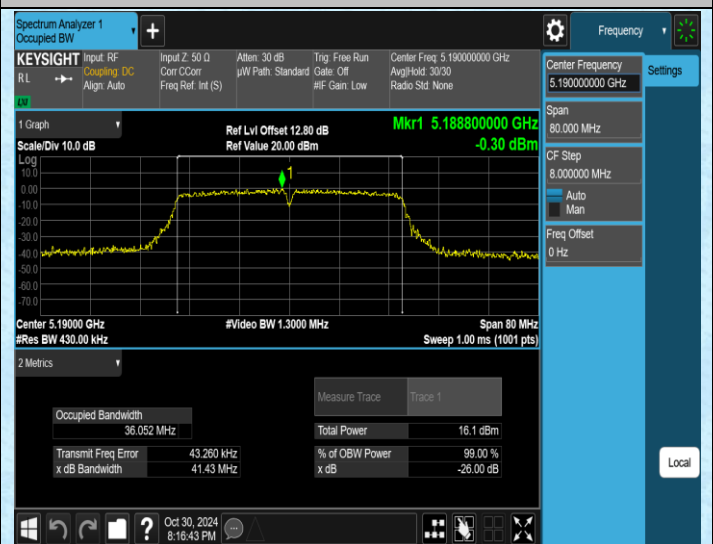 Spectrum Analyzer 1
Occupied BW
+
Frequency
KEYSIGHT
Input: RF
Coupling: DC
Align: Auto
Input Z: 50 Ω
Corr CCorr
Freq Ref: Int (S)
Atten: 30 dB
µW Path: Standard
Trig: Free Run
Gate: Off
#IF Gain: Low
Center Freq: 5.190000000 GHz
Avg|Hold: 30/30
Radio Std: None
RL
LXI
Center Frequency
5.190000000 GHz
Settings
Span
80.000 MHz
CF Step
8.000000 MHz
Auto
Man
Freq Offset
0 Hz
1 Graph
Scale/Div 10.0 dB
Ref Lvl Offset 12.80 dB
Ref Value 20.00 dBm
Mkr1 5.188800000 GHz
-0.30 dBm
Log
10.0
0.00
-10.0
-20.0
-30.0
-40.0
-50.0
-60.0
-70.0
1
Center 5.19000 GHz
#Res BW 430.00 kHz
#Video BW 1.3000 MHz
Span 80 MHz
Sweep 1.00 ms (1001 pts)
2 Metrics
Measure Trace
Trace 1
Occupied Bandwidth
36.052 MHz
Total Power
16.1 dBm
Transmit Freq Error
43.260 kHz
% of OBW Power
99.00 %
x dB Bandwidth
41.43 MHz
x dB
-26.00 dB
Local
?
Oct 30, 2024
8:16:43 PM